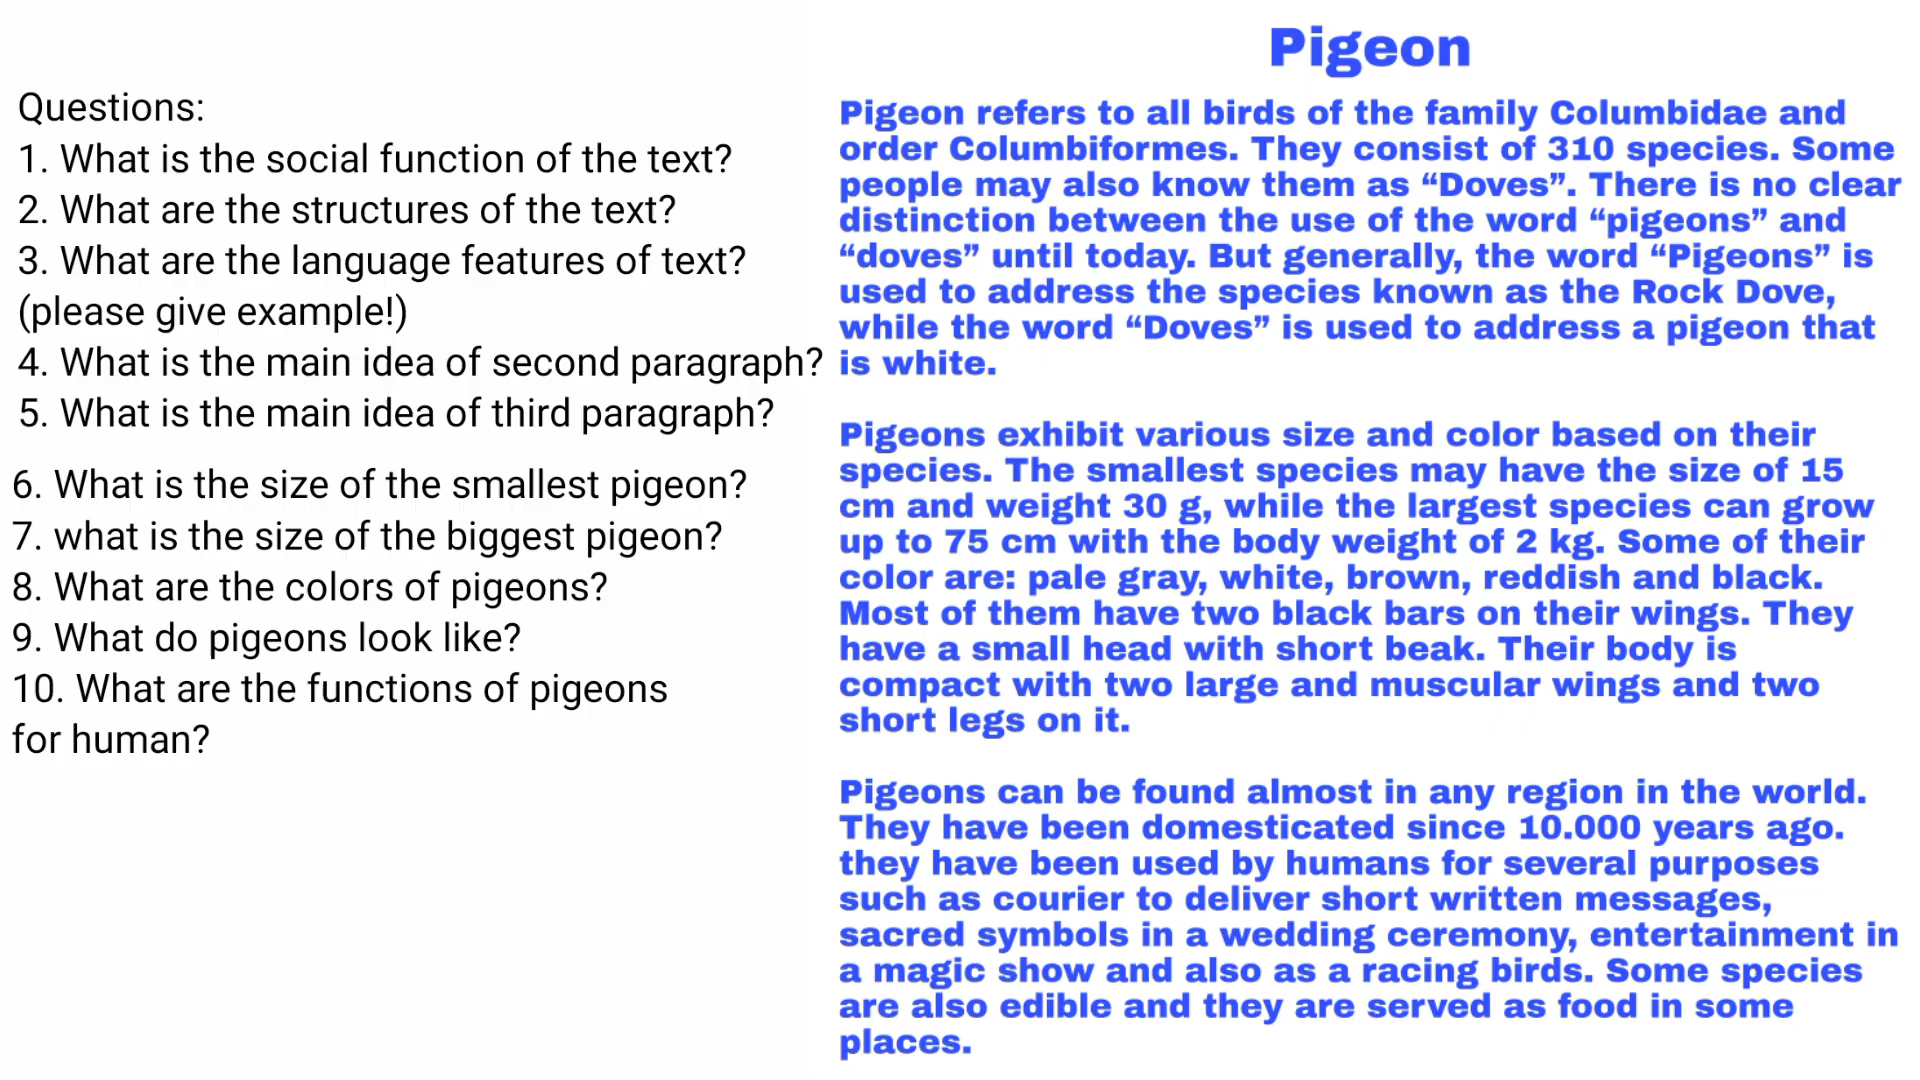 Questions:
1. What is the social function of the text?
2. What are the structures of the text?
3. What are the language features of text?
(please give example!)
4. What is the main idea of second paragraph?
5. What is the main idea of third paragraph?
6. What is the size of the smallest pigeon?
7. what is the size of the biggest pigeon?
8. What are the colors of pigeons?
9. What do pigeons look like?
10. What are the functions of pigeons
for human?
Pigeon
Pigeon refers to all birds of the family Columbidae and
order Columbiformes. They consist of 310 species. Some
people may also know them as “Doves”. There is no clear
distinction between the use of the word “pigeons” and
“doves” until today. But generally, the word “Pigeons” is
used to address the species known as the Rock Dove,
while the word “Doves” is used to address a pigeon that
is white.
Pigeons exhibit various size and color based on their
species. The smallest species may have the size of 15
cm and weight 30 g, while the largest species can grow
up to 75 cm with the body weight of 2 kg. Some of their
color are: pale gray, white, brown, reddish and black.
Most of them have two black bars on their wings. They
have a small head with short beak. Their body is
compact with two large and muscular wings and two
short legs on it.
Pigeons can be found almost in any region in the world.
They have been domesticated since 10.000 years ago.
they have been used by humans for several purposes
such as courier to deliver short written messages,
sacred symbols in a wedding ceremony, entertainment in
a magic show and also as a racing birds. Some species
are also edible and they are served as food in some
places.